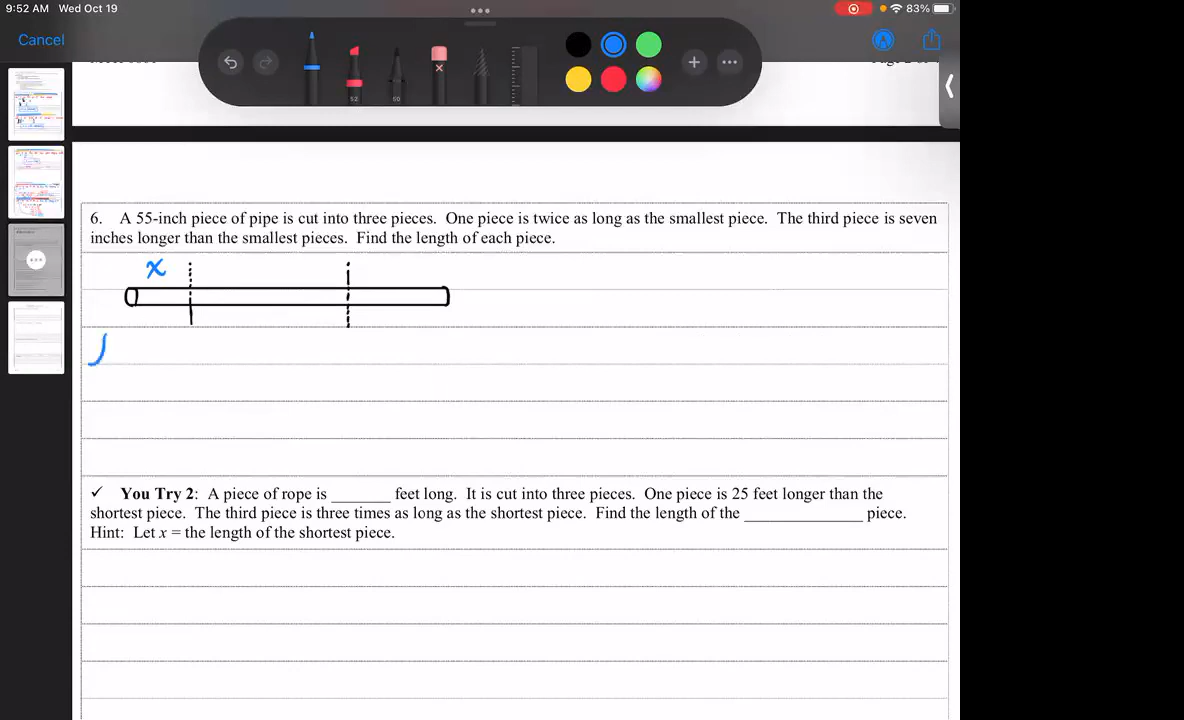 9:52 AM Wed Oct 19
83%
Cancel
52
50
6. A 55-inch piece of pipe is cut into three pieces. One piece is twice as long as the smallest piece. The third piece is seven
inches longer than the smallest pieces. Find the length of each piece.
x
✓ You Try 2: A piece of rope is _______ feet long. It is cut into three pieces. One piece is 25 feet longer than the
shortest piece. The third piece is three times as long as the shortest piece. Find the length of the ______________ piece.
Hint: Let x = the length of the shortest piece.